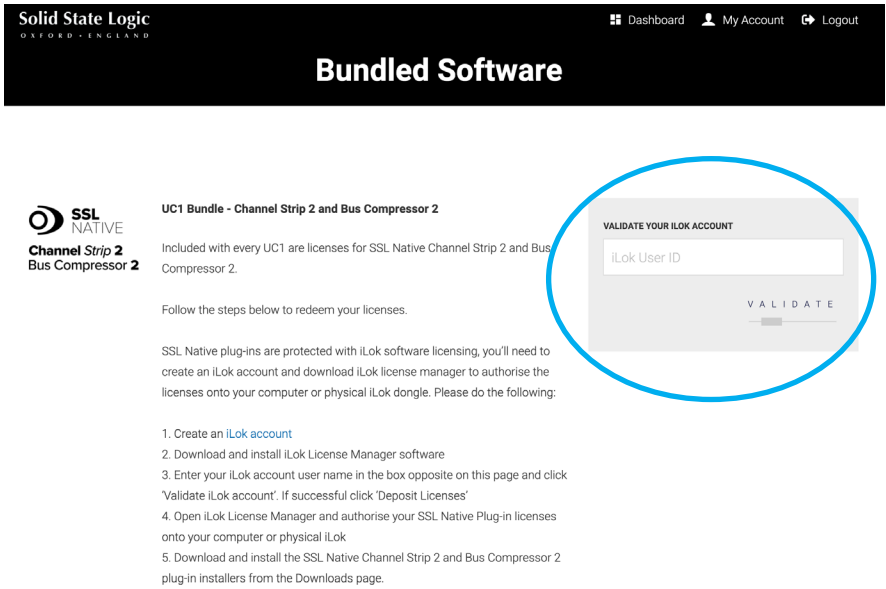 Solid State Logic
OXFORD • ENGLAND
Dashboard
My Account
Logout
Bundled Software
SSL
NATIVE
Channel Strip 2
Bus Compressor 2
UC1 Bundle - Channel Strip 2 and Bus Compressor 2
Included with every UC1 are licenses for SSL Native Channel Strip 2 and Bus
Compressor 2.
Follow the steps below to redeem your licenses.
SSL Native plug-ins are protected with iLok software licensing, you'll need to
create an iLok account and download iLok license manager to authorise the
licenses onto your computer or physical iLok dongle. Please do the following:
1. Create an iLok account
2. Download and install iLok License Manager software
3. Enter your iLok account user name in the box opposite on this page and click
'Validate iLok account'. If successful click 'Deposit Licenses'
4. Open iLok License Manager and authorise your SSL Native Plug-in licenses
onto your computer or physical iLok
5. Download and install the SSL Native Channel Strip 2 and Bus Compressor 2
plug-in installers from the Downloads page.
VALIDATE YOUR ILOK ACCOUNT
iLok User ID
VALIDATE